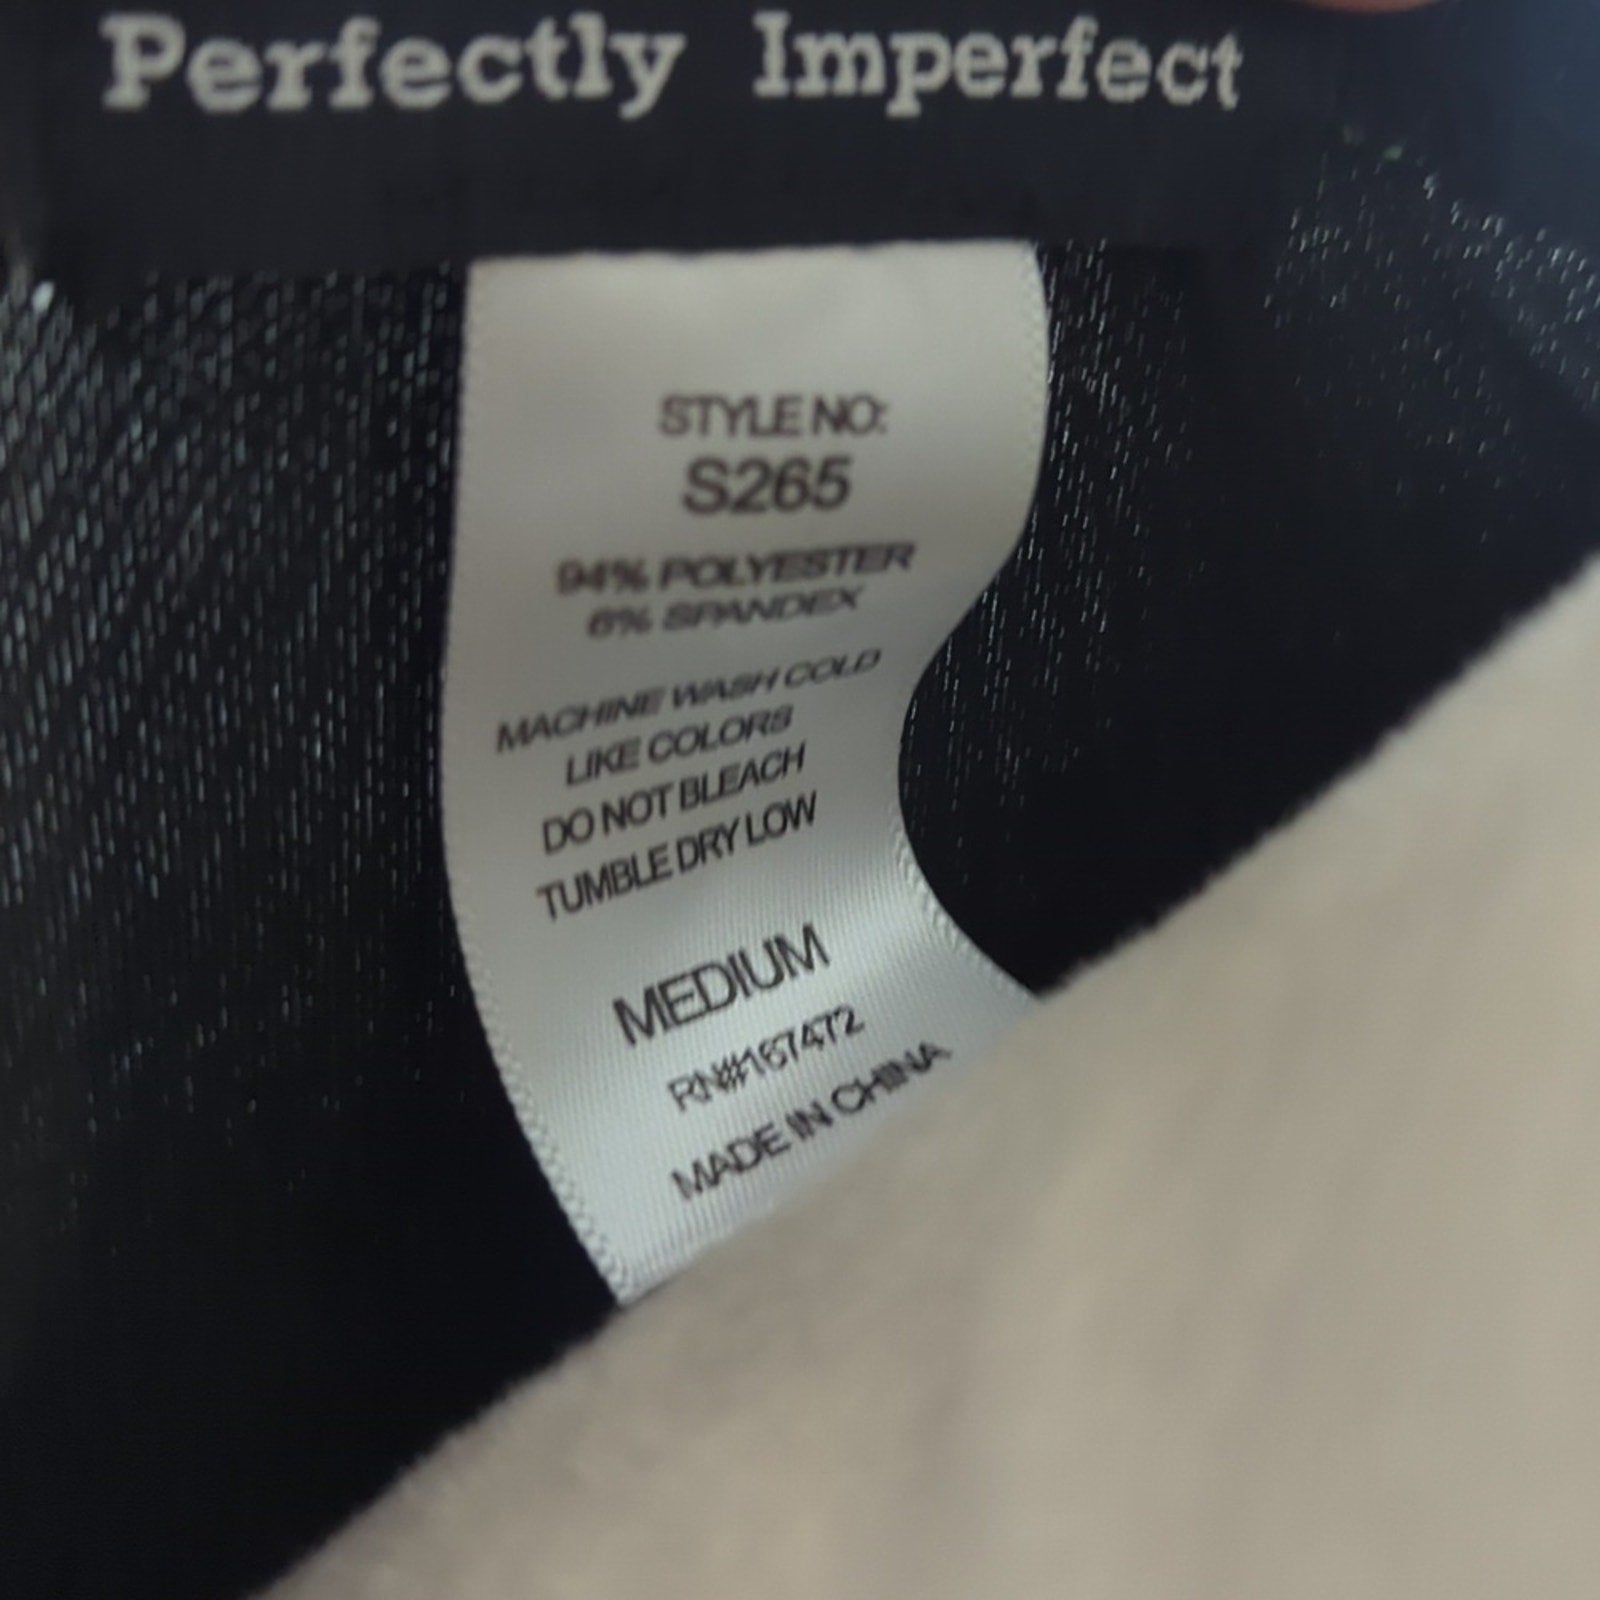 Perfectly Imperfect
STYLE NO:
S265
94% POLYESTER
6% SPANDEX
MACHINE WASH COLD
LIKE COLORS
DO NOT BLEACH
TUMBLE DRY LOW
MEDIUM
RN#167472
MADE IN CHINA